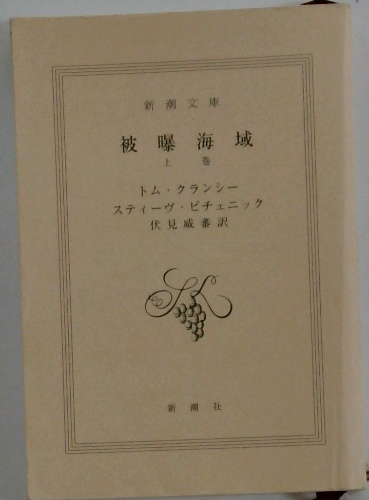 新潮文庫
被曝海域
上巻
トム・クランシー
スティーヴ・ピチェニック
伏見威蕃訳
新潮社